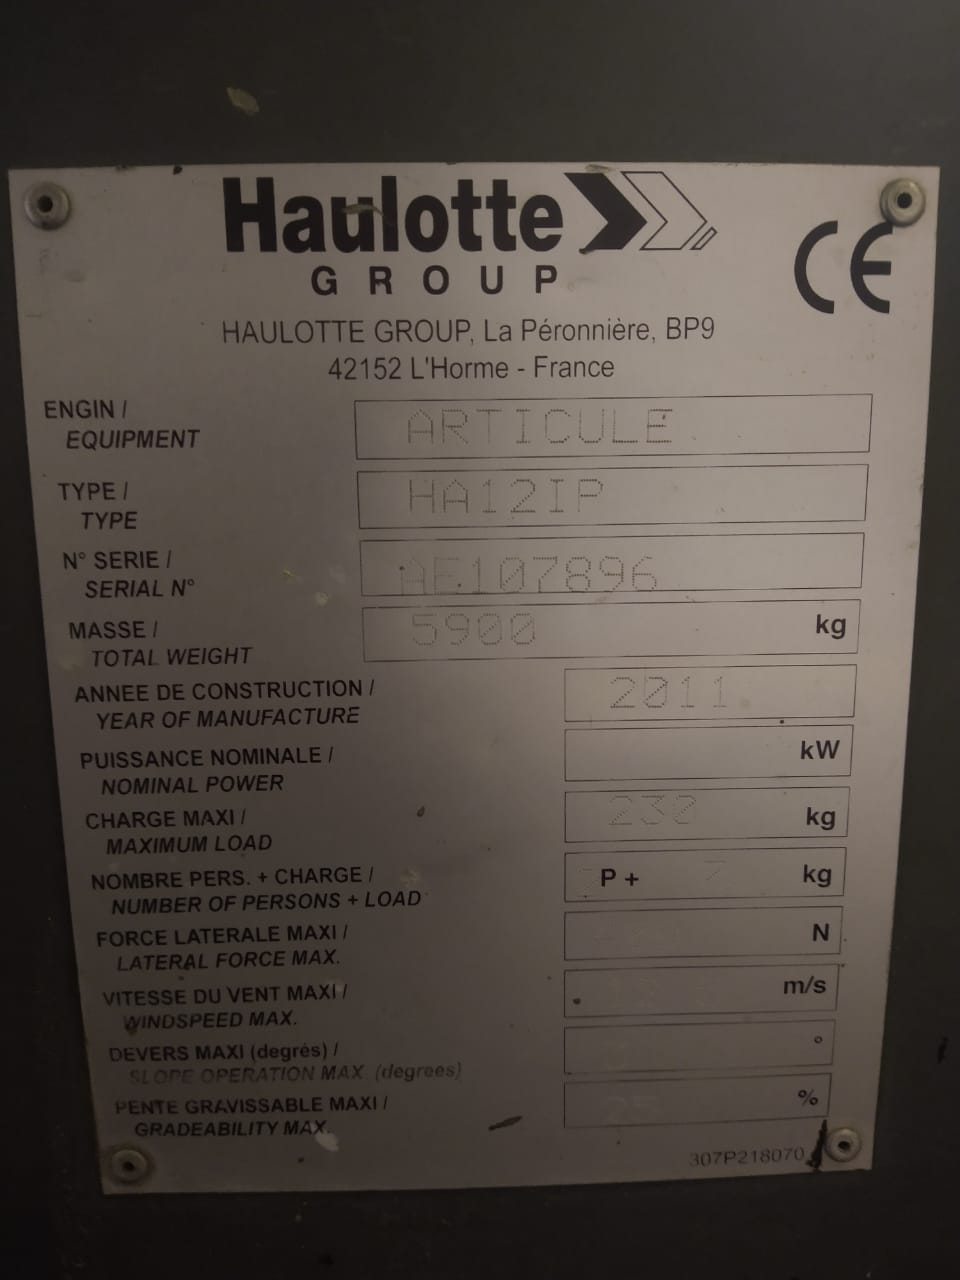 Haulotte
GROUP
CE
HAULOTTE GROUP, La Péronnière, BP9
42152 L'Horme - France
ENGIN /
EQUIPMENT
ARTICULE
TYPE /
TYPE
HA12IP
N° SERIE /
SERIAL N°
AE107896
MASSE /
TOTAL WEIGHT
5900 kg
ANNEE DE CONSTRUCTION /
YEAR OF MANUFACTURE
2011
PUISSANCE NOMINALE /
NOMINAL POWER
kW
CHARGE MAXI /
MAXIMUM LOAD
230 kg
NOMBRE PERS. + CHARGE /
NUMBER OF PERSONS + LOAD
P + kg
FORCE LATERALE MAXI /
LATERAL FORCE MAX.
N
VITESSE DU VENT MAXI /
WINDSPEED MAX.
m/s
DEVERS MAXI (degrés) /
SLOPE OPERATION MAX. (degrees)
°
PENTE GRAVISSABLE MAXI /
GRADEABILITY MAX.
25 %
307P218070